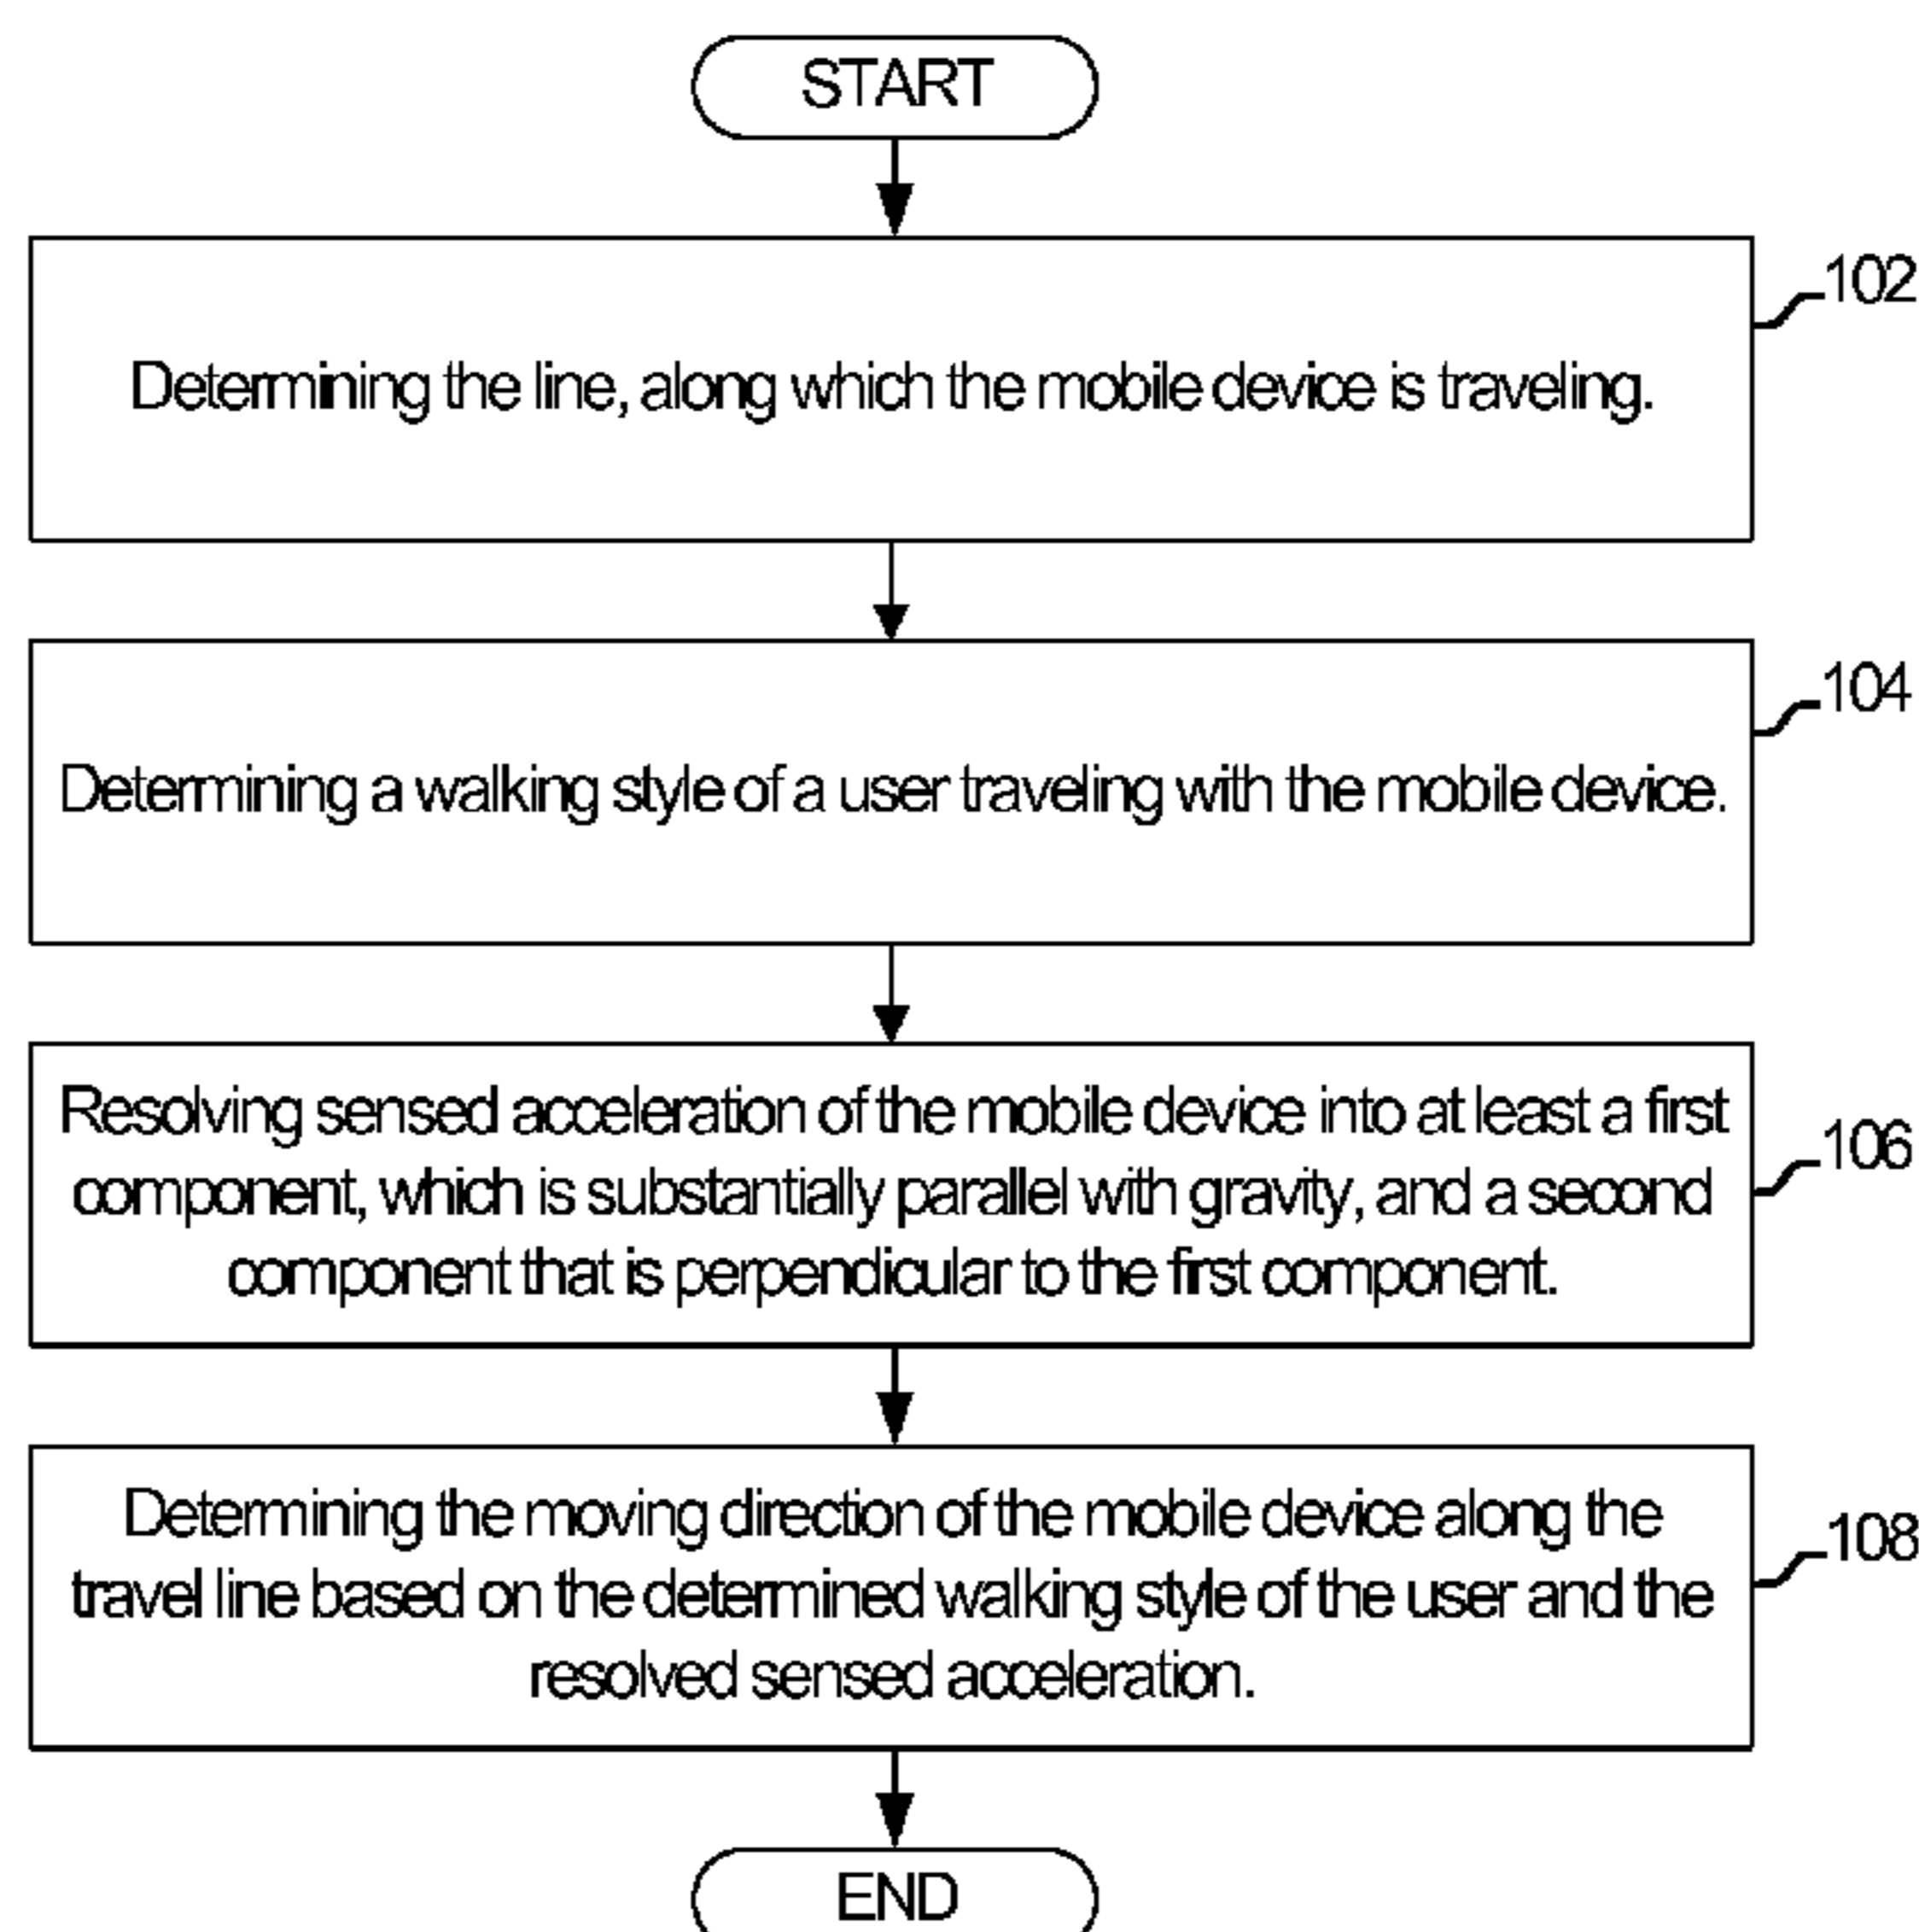 START
102
Determining the line, along which the mobile device is traveling.
104
Determining a walking style of a user traveling with the mobile device.
Resolving sensed acceleration of the mobile device into at least a first
106
component, which is substantially parallel with gravity, and a second
component that is perpendicular to the first component.
Determining the moving direction of the mobile device along the
108
travel line based on the determined walking style of the user and the
resolved sensed acceleration.
END